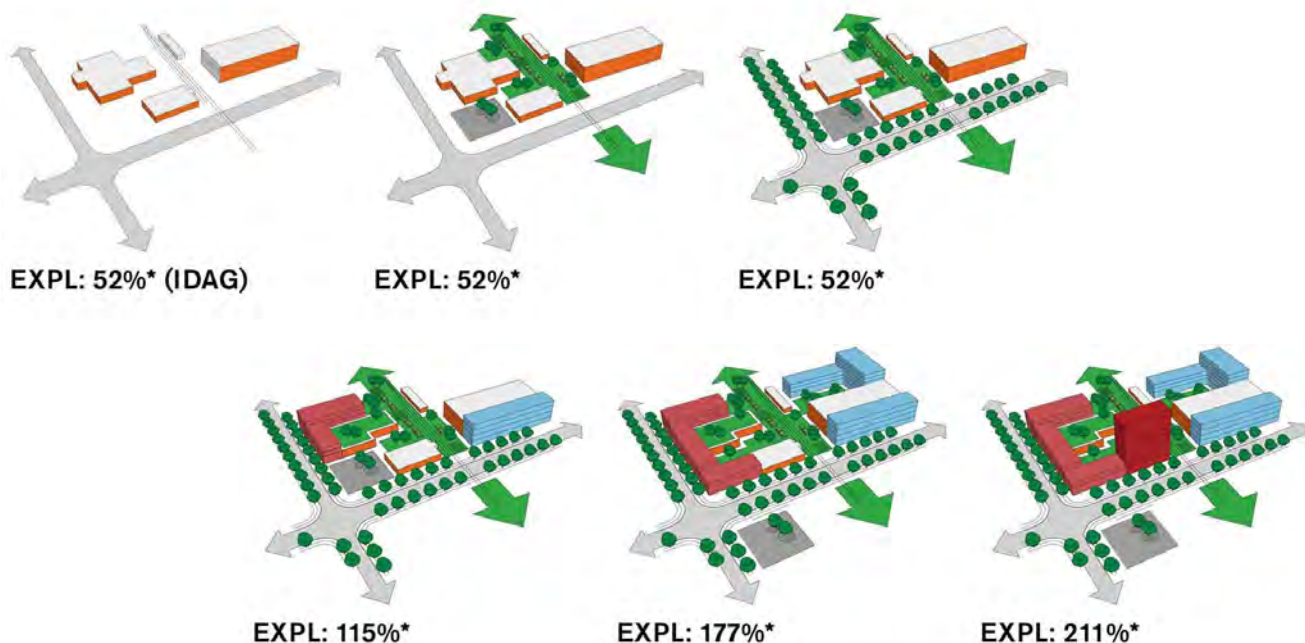 EXPL: 52%* (IDAG)
EXPL: 52%*
EXPL: 52%*
EXPL: 115%*
EXPL: 177%*
EXPL: 211%*